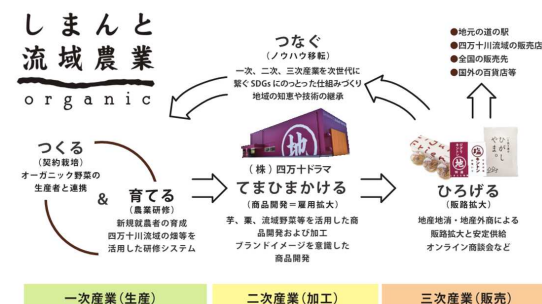 しまんと
流域農業
organic
つなぐ
(ノウハウ移転)
一次、二次、三次産業を次世代に
繋ぐSDGsにのっとった仕組みづくり
地域の知恵や技術の継承
●地元の道の駅
●四万十川流域の販売店
●全国の販売先
●国外の百貨店等
つくる
(契約栽培)
オーガニック野菜の
生産者と連携
&
育てる
(農業研修)
新規就農者の育成
四万十川流域の畑等を
活用した研修システム
地
(株)四万十ドラマ
てまひまかける
(商品開発=雇用拡大)
芋、栗、流域野菜等を活用した商
品開発および加工
ブランドイメージを意識した
商品開発
地
ひがし
やま。
ひろげる
(販路拡大)
地産地消・地産外商による
販路拡大と安定供給
オンライン商談会など
一次産業(生産)
二次産業(加工)
三次産業(販売)